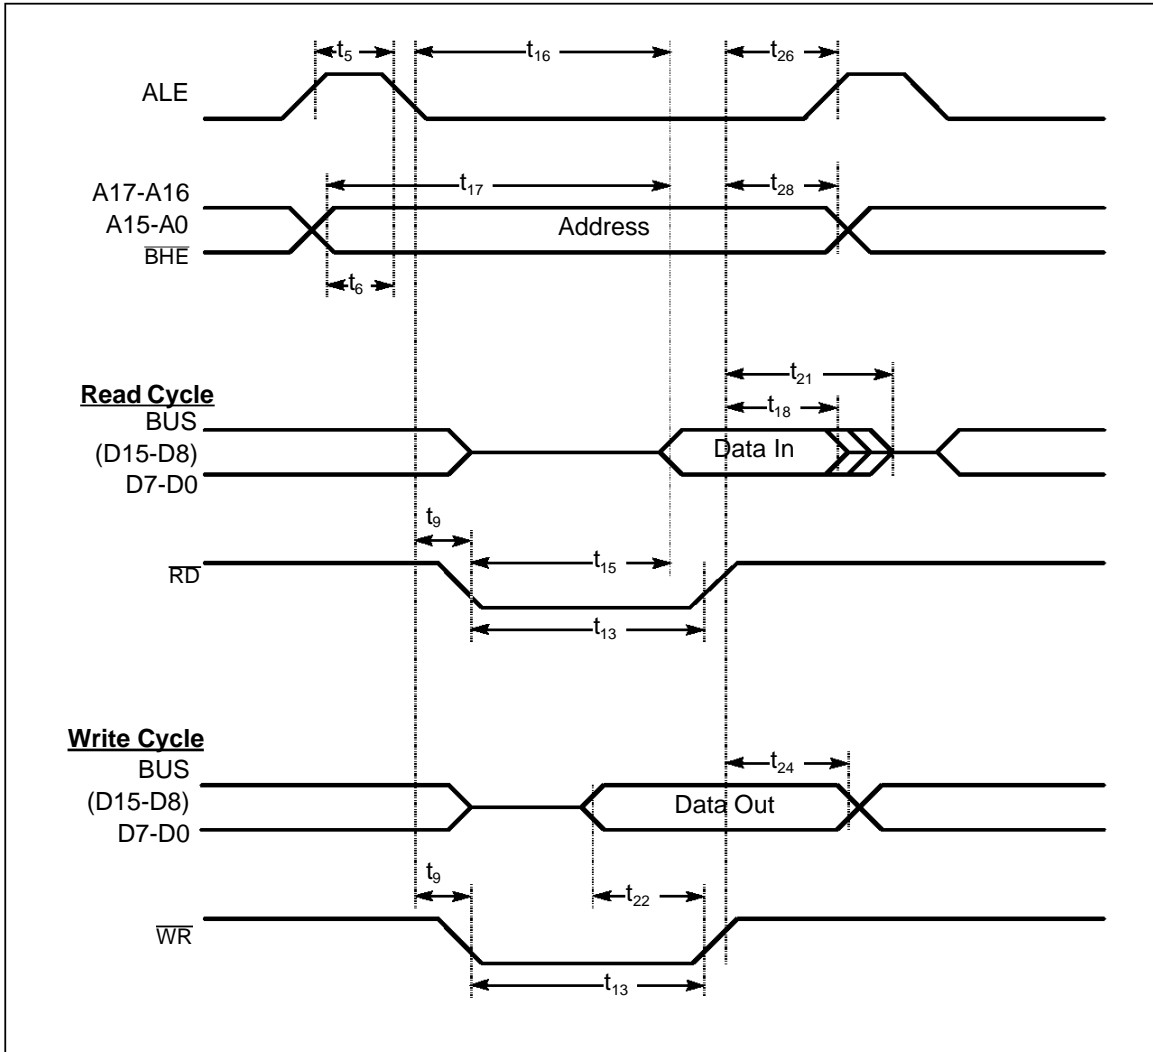 t5
t16
t26
ALE
A17-A16
t17
t28
A15-A0
Address
BHE
t6
t21
Read Cycle
t18
BUS
(D15-D8)
Data In
D7-D0
t9
t15
RD
t13
Write Cycle
BUS
t24
(D15-D8)
Data Out
D7-D0
t9
t22
WR
t13